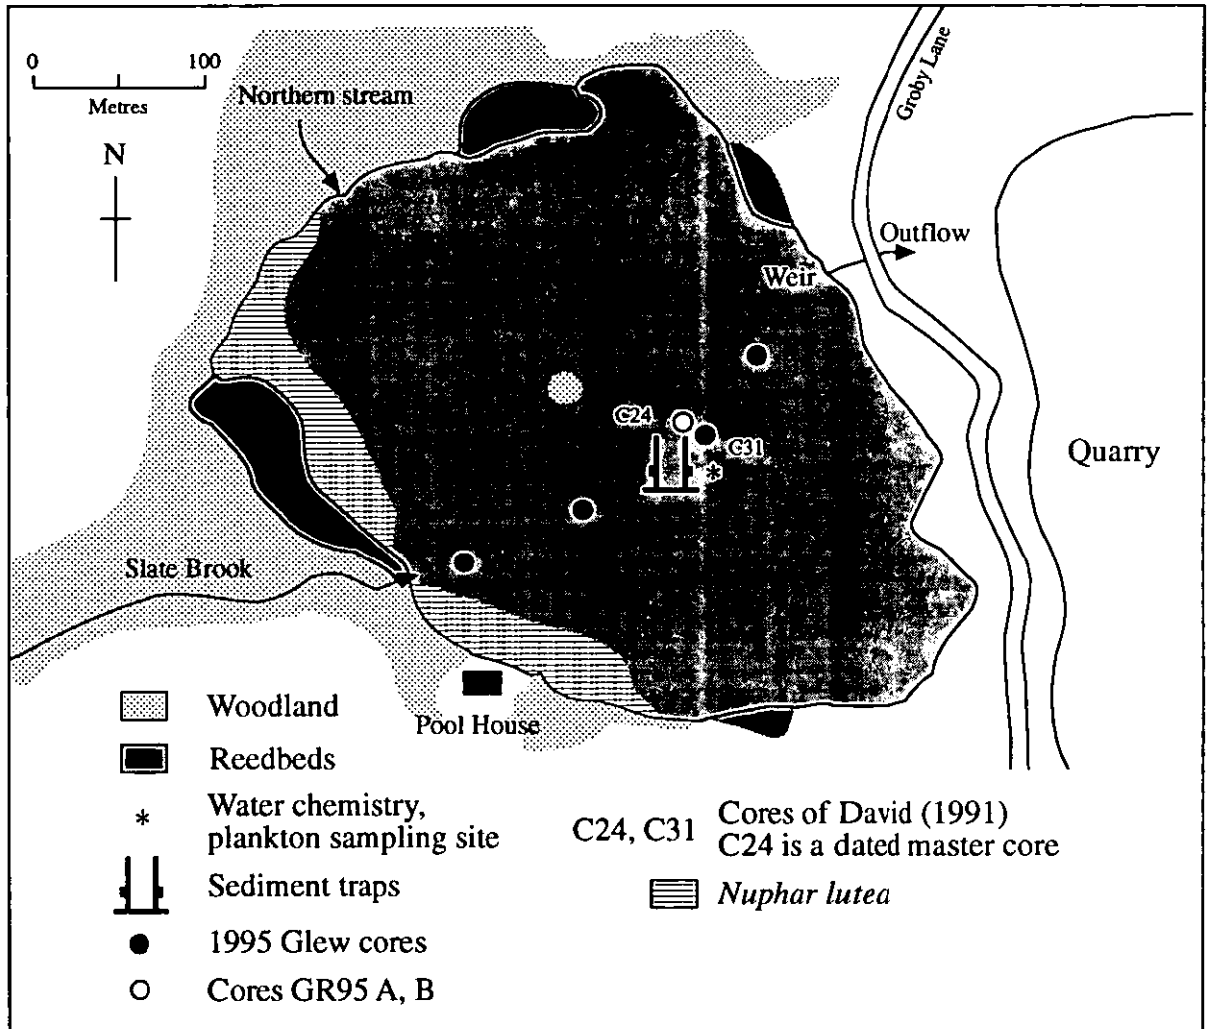 0 100
Metres
N
Northern stream
Groby Lane
Outflow
Weir
C24
C31
Quarry
Slate Brook
Pool House
Woodland
Reedbeds
* Water chemistry,
plankton sampling site
Sediment traps
1995 Glew cores
Cores GR95 A, B
C24, C31 Cores of David (1991)
C24 is a dated master core
Nuphar lutea